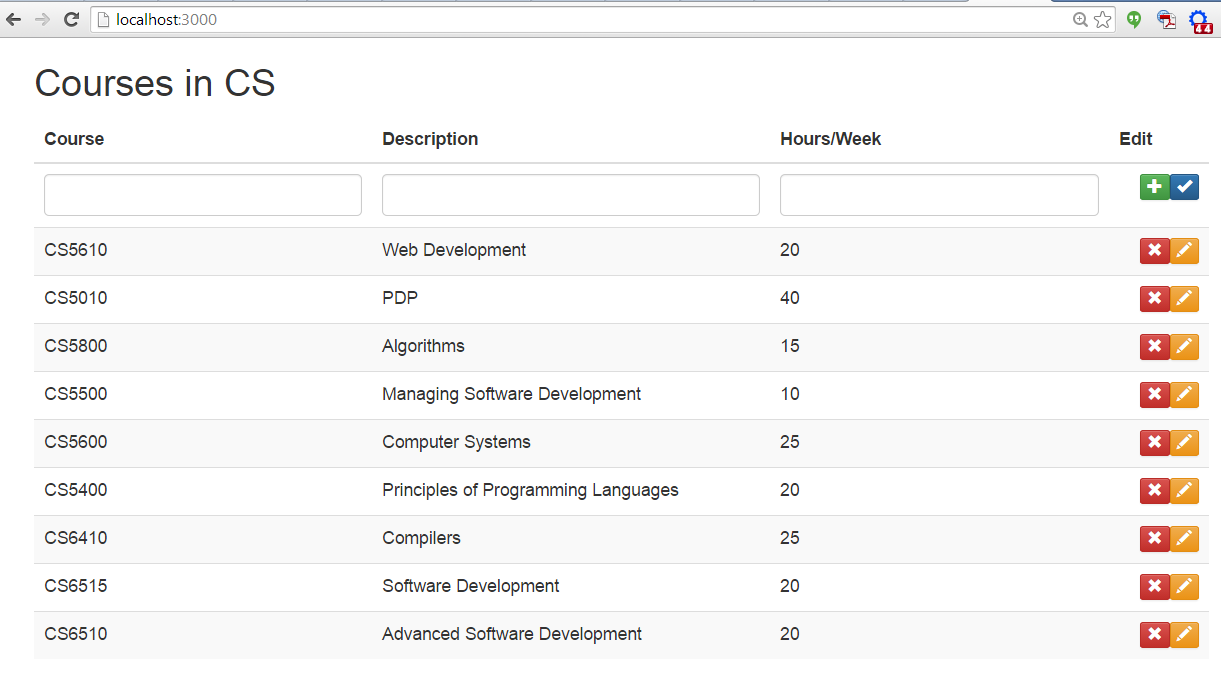 localhost:3000
44
Courses in CS
Course Description Hours/Week Edit
CS5610 Web Development 20
CS5010 PDP 40
CS5800 Algorithms 15
CS5500 Managing Software Development 10
CS5600 Computer Systems 25
CS5400 Principles of Programming Languages 20
CS6410 Compilers 25
CS6515 Software Development 20
CS6510 Advanced Software Development 20